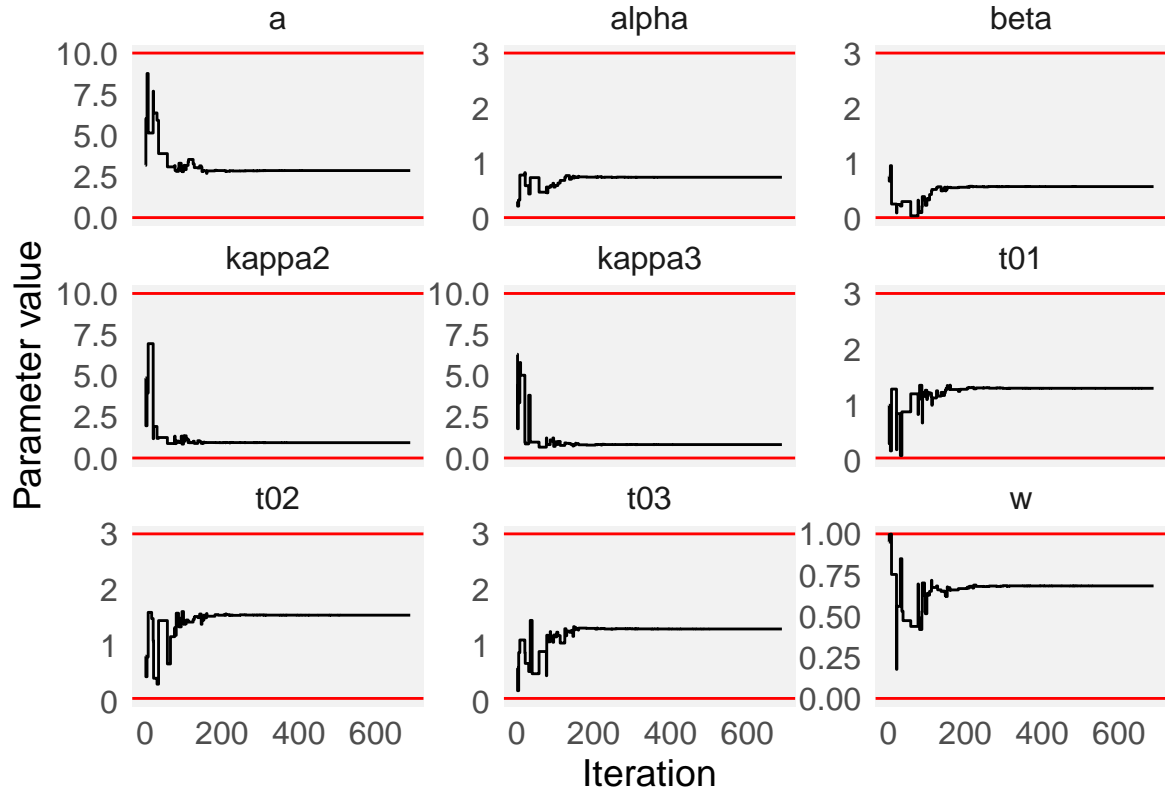 a alpha beta
10.0 3 3
7.5 2 2
5.0 1 1
2.5 0 0
0.0
kappa2 kappa3 t01
10.0 10.0 3
7.5 7.5 2
5.0 5.0 1
2.5 2.5 0
0.0 0.0
t02 t03 w
3 3 1.00
2 2 0.75
1 1 0.50
0 0 0.25
0.00
0 200 400 600 0 200 400 600 0 200 400 600
Parameter value
Iteration